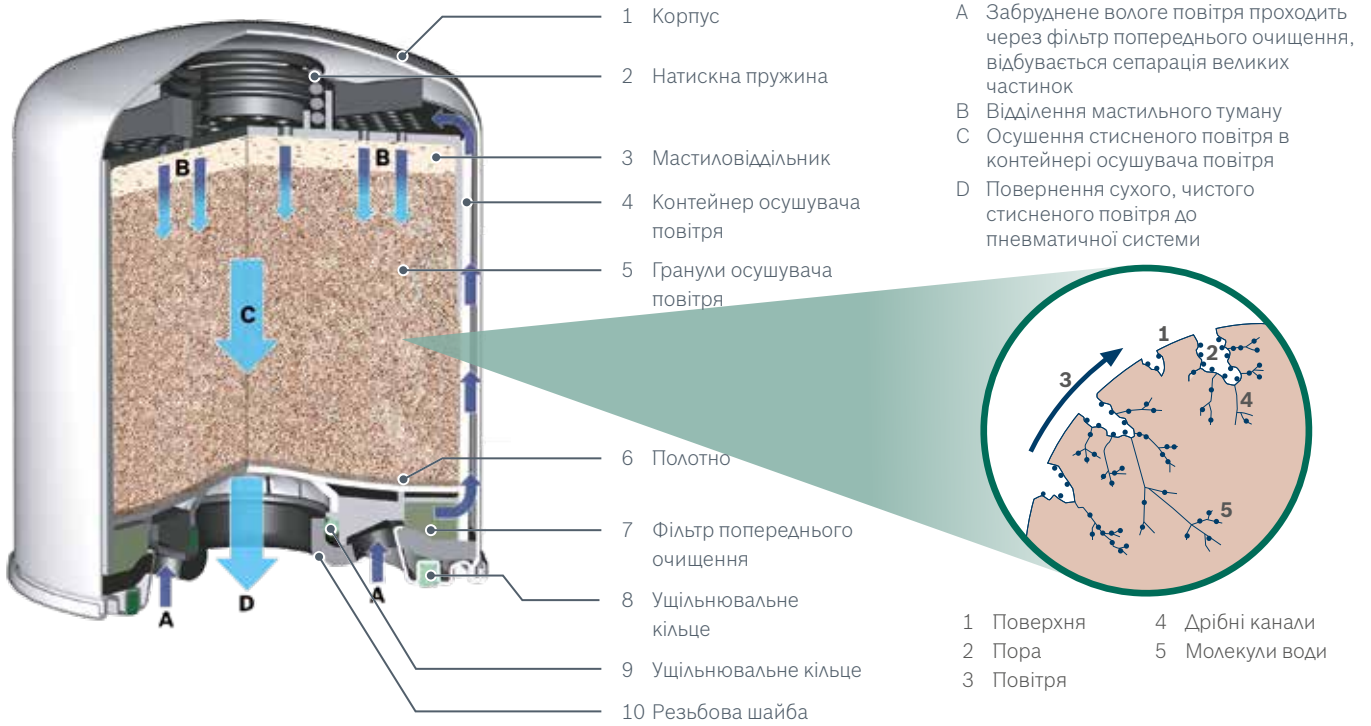 1 Корпус
2 Натискна пружина
3 Мастиловіддільник
4 Контейнер осушувача
повітря
5 Гранули осушувача
повітря
6 Полотно
7 Фільтр попереднього
очищення
8 Ущільнювальне
кільце
9 Ущільнювальне кільце
10 Резьбова шайба
A Забруднене вологе повітря проходить
через фільтр попереднього очищення,
відбувається сепарація великих
частинок
B Відділення мастильного туману
C Осушення стисненого повітря в
контейнері осушувача повітря
D Повернення сухого, чистого
стисненого повітря до
пневматичної системи
B
B
C
A
D
A
1
2
3
4
5
1 Поверхня
2 Пора
3 Повітря
4 Дрібні канали
5 Молекули води